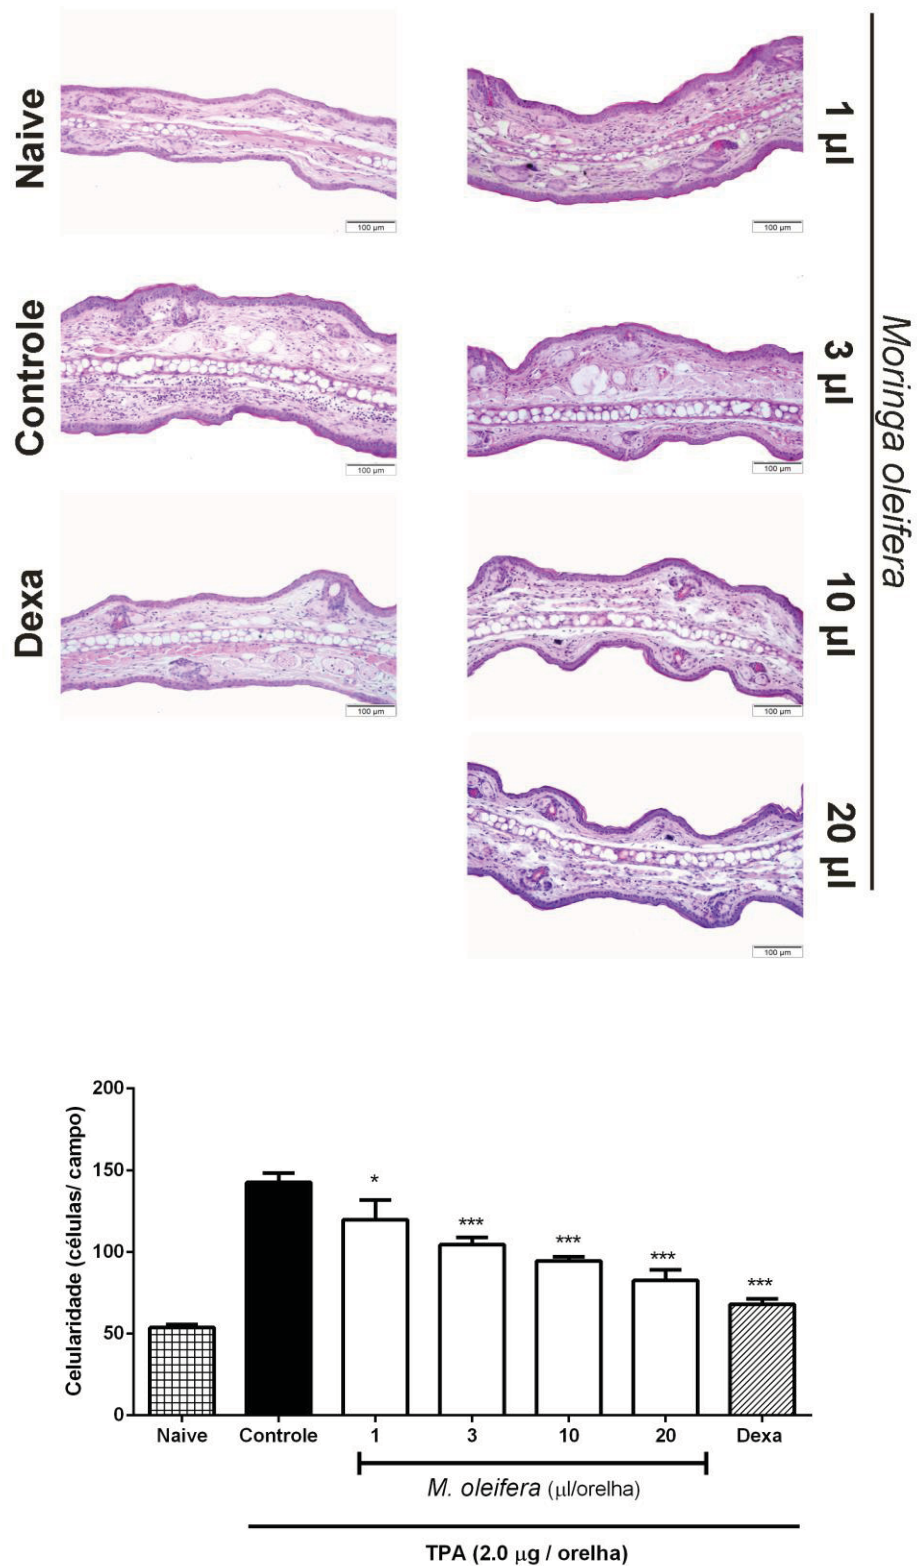 Naive
100 µm
1 µl
100 µm
Controle
100 µm
3 µl
100 µm
Moringa oleifera
Dexa
100 µm
10 µl
100 µm
20 µl
100 µm
200
150
100
50
0
Celularidade (células/ campo)
*
***
***
***
***
Naive Controle 1 3 10 20 Dexa
M. oleifera (µl/orelha)
TPA (2.0 µg / orelha)